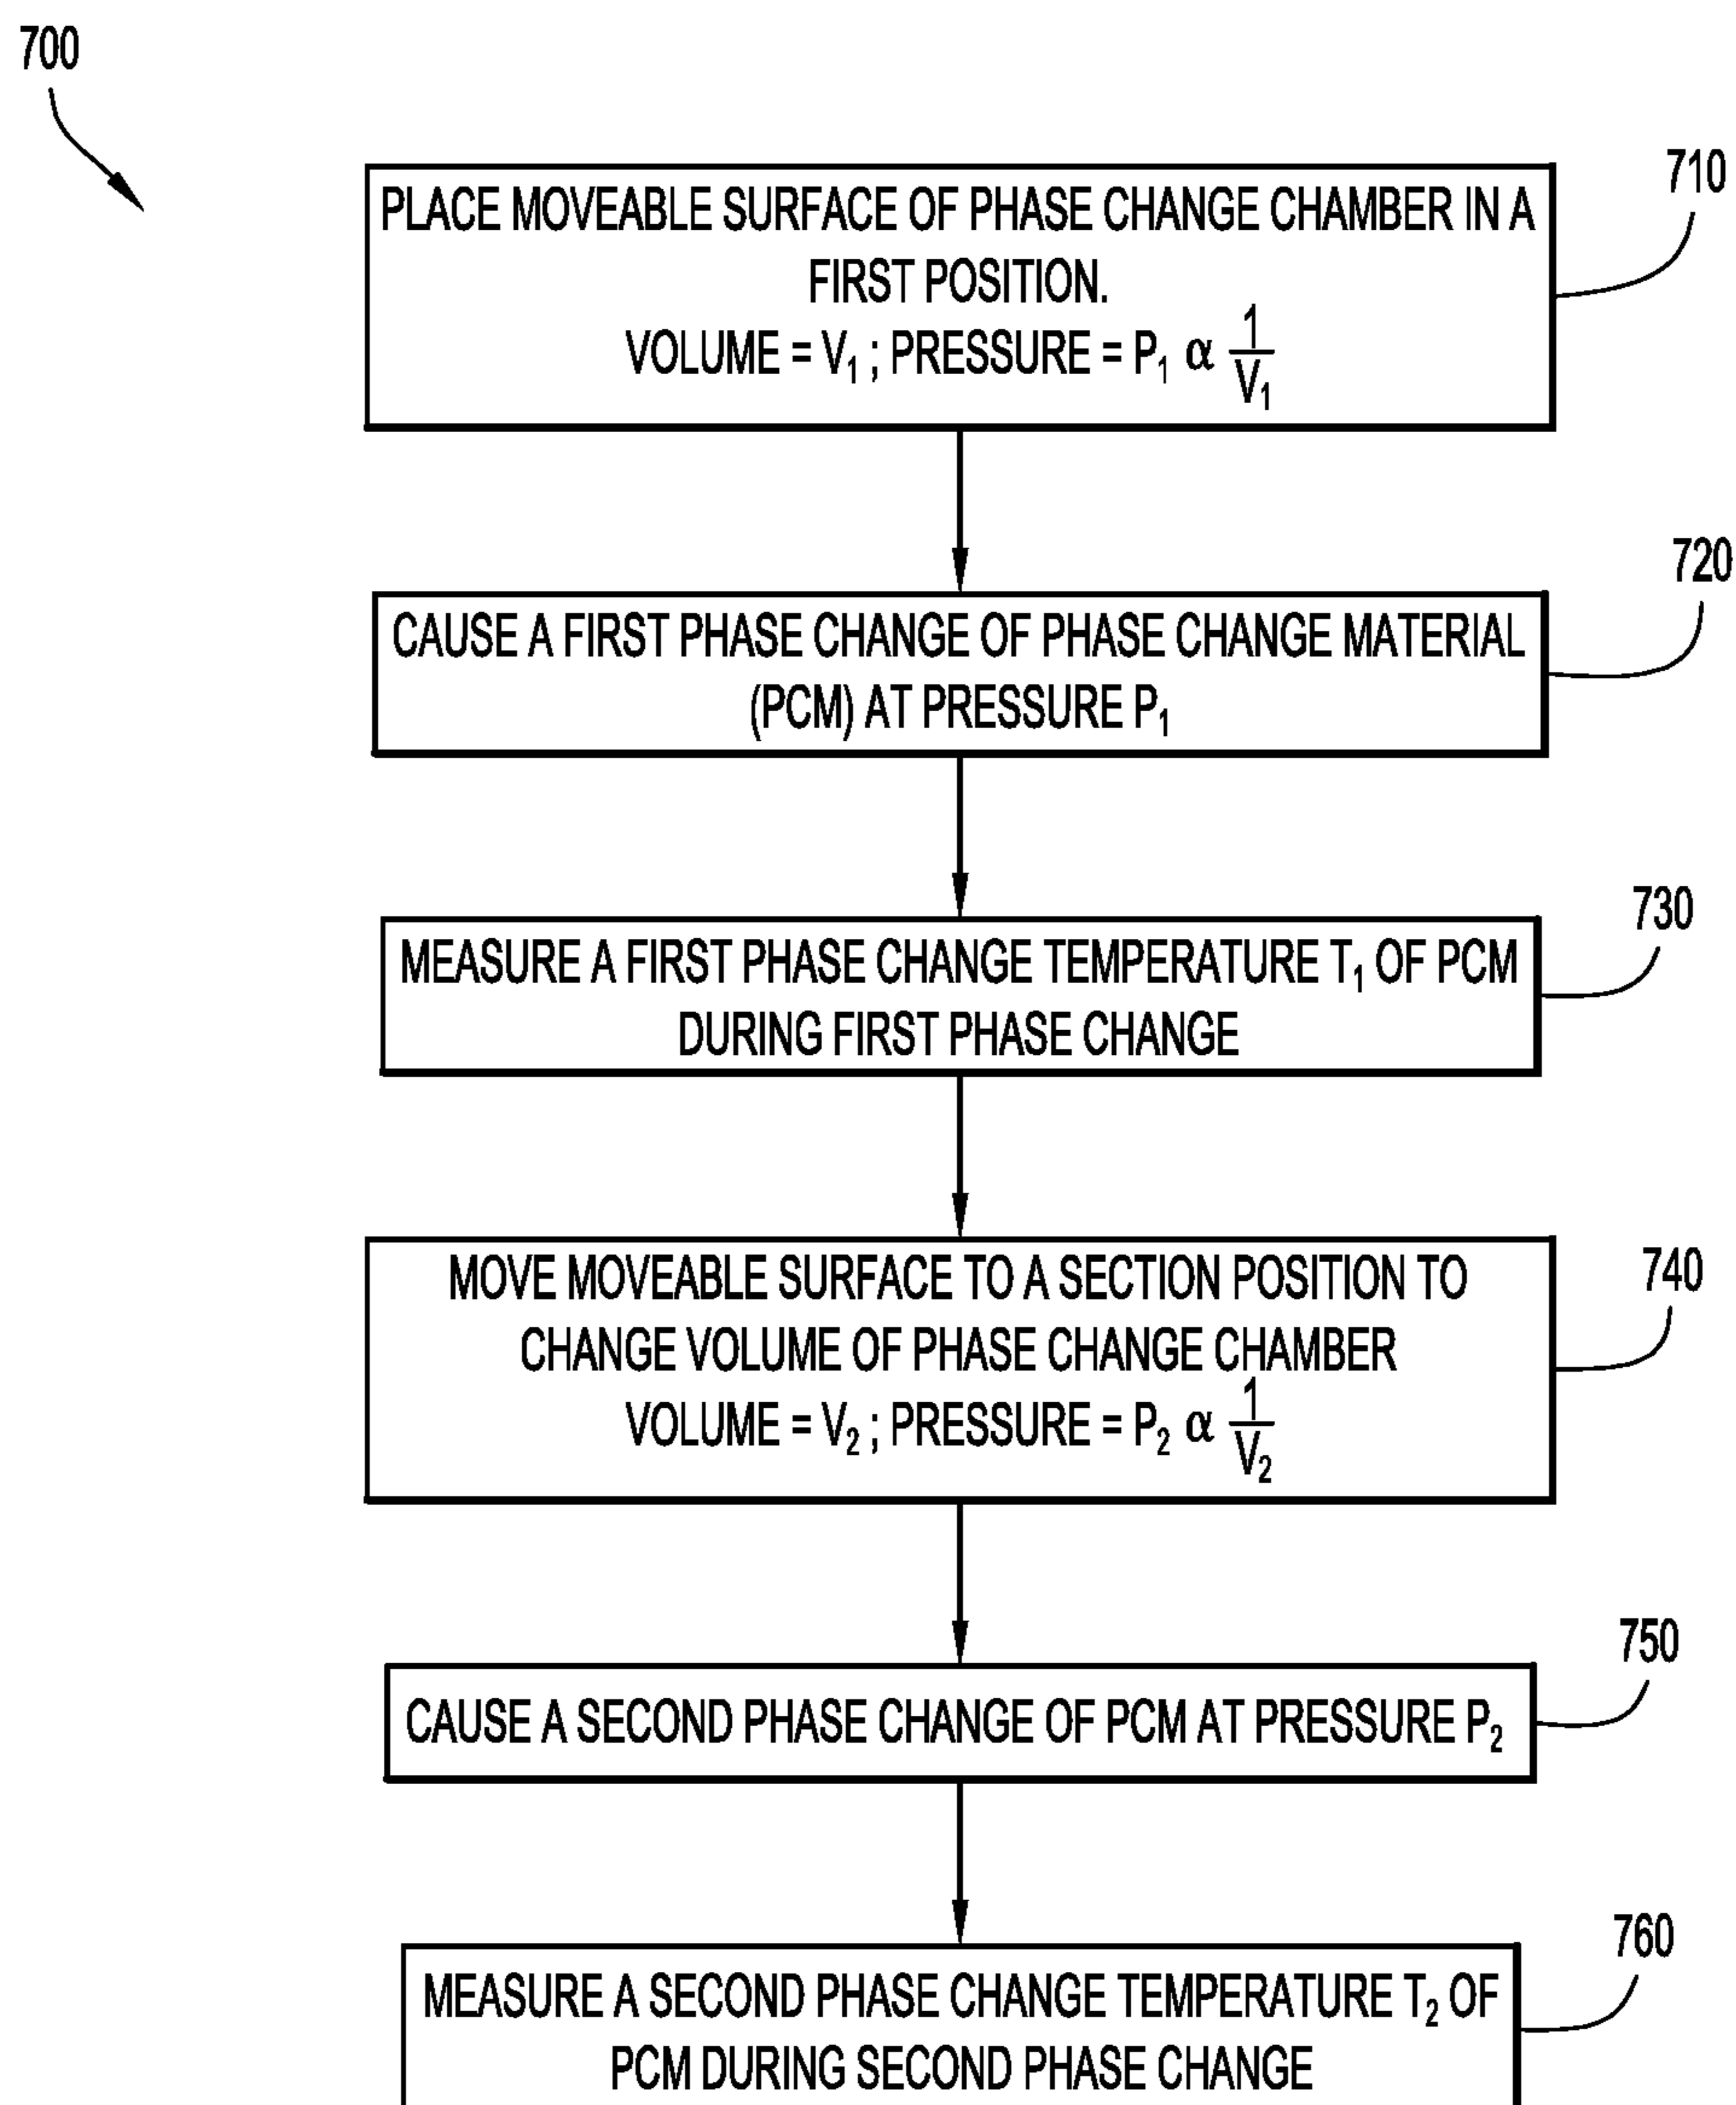 700
710
PLACE MOVEABLE SURFACE OF PHASE CHANGE CHAMBER IN A
FIRST POSITION.
VOLUME = V₁ ; PRESSURE = P₁ α 1/V₁
720
CAUSE A FIRST PHASE CHANGE OF PHASE CHANGE MATERIAL
(PCM) AT PRESSURE P₁
730
MEASURE A FIRST PHASE CHANGE TEMPERATURE T₁ OF PCM
DURING FIRST PHASE CHANGE
740
MOVE MOVEABLE SURFACE TO A SECTION POSITION TO
CHANGE VOLUME OF PHASE CHANGE CHAMBER
VOLUME = V₂ ; PRESSURE = P₂ α 1/V₂
750
CAUSE A SECOND PHASE CHANGE OF PCM AT PRESSURE P₂
760
MEASURE A SECOND PHASE CHANGE TEMPERATURE T₂ OF
PCM DURING SECOND PHASE CHANGE